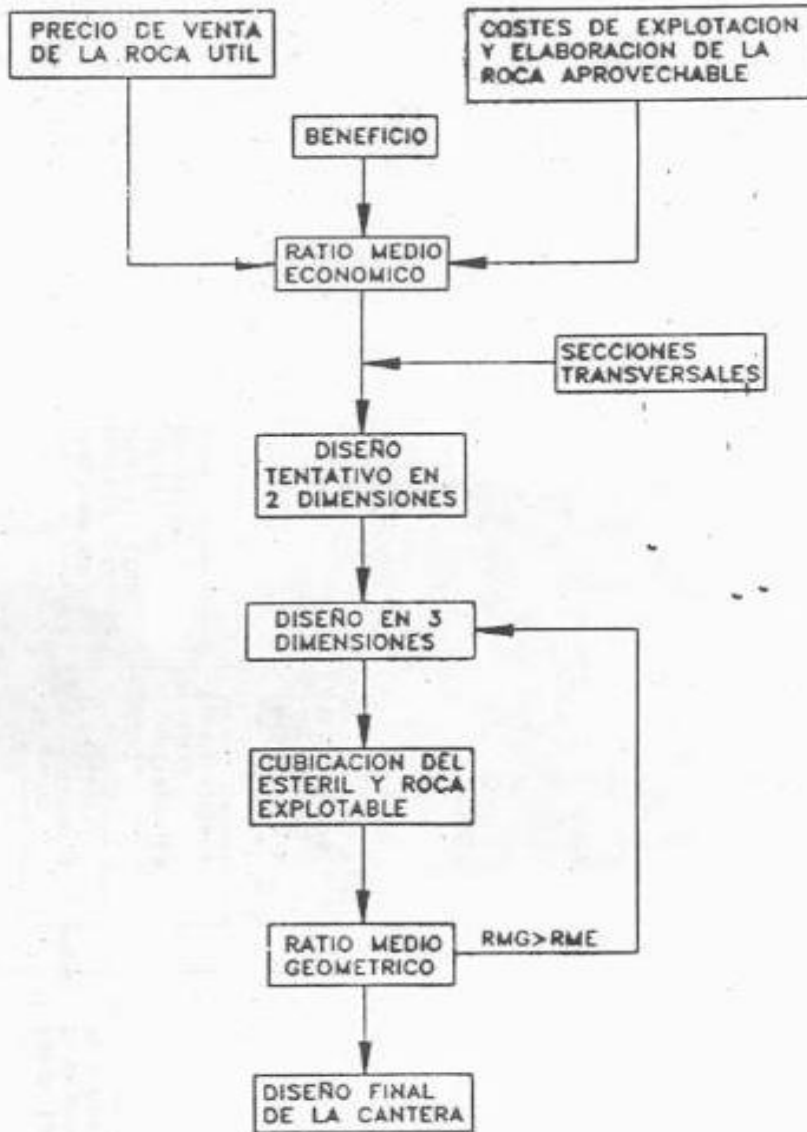 PRECIO DE VENTA
DE LA ROCA UTIL
COSTES DE EXPLOTACION
Y ELABORACION DE LA
ROCA APROVECHABLE
BENEFICIO
RATIO MEDIO
ECONOMICO
SECCIONES
TRANSVERSALES
DISEÑO
TENTATIVO EN
2 DIMENSIONES
DISEÑO EN 3
DIMENSIONES
CUBICACION DEL
ESTERIL Y ROCA
EXPLOTABLE
RATIO MEDIO
GEOMETRICO
RMG>RME
DISEÑO FINAL
DE LA CANTERA